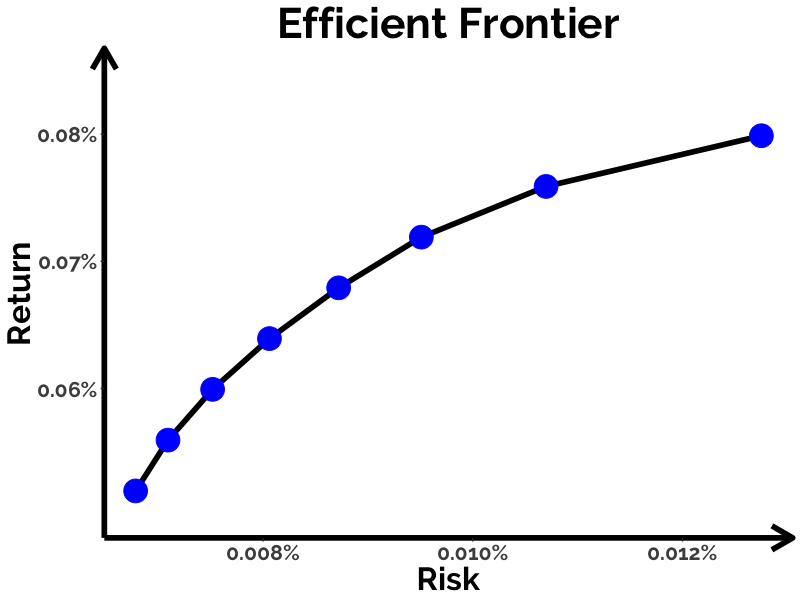 Efficient Frontier
0.08%
0.07%
0.06%
Return
0.008%
0.010%
0.012%
Risk